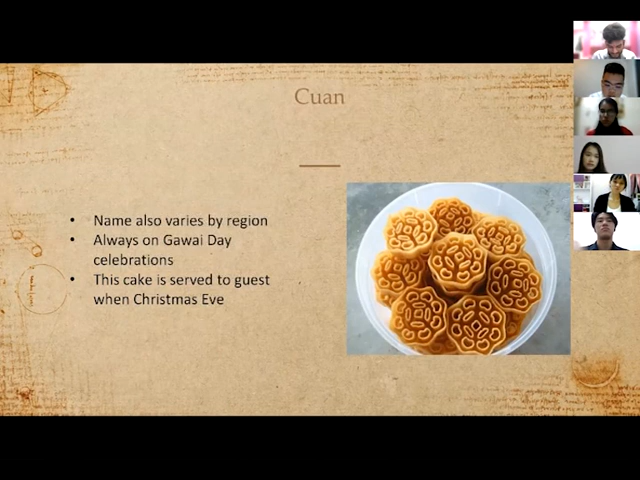 Cuan
• Name also varies by region
• Always on Gawai Day
celebrations
• This cake is served to guest
when Christmas Eve